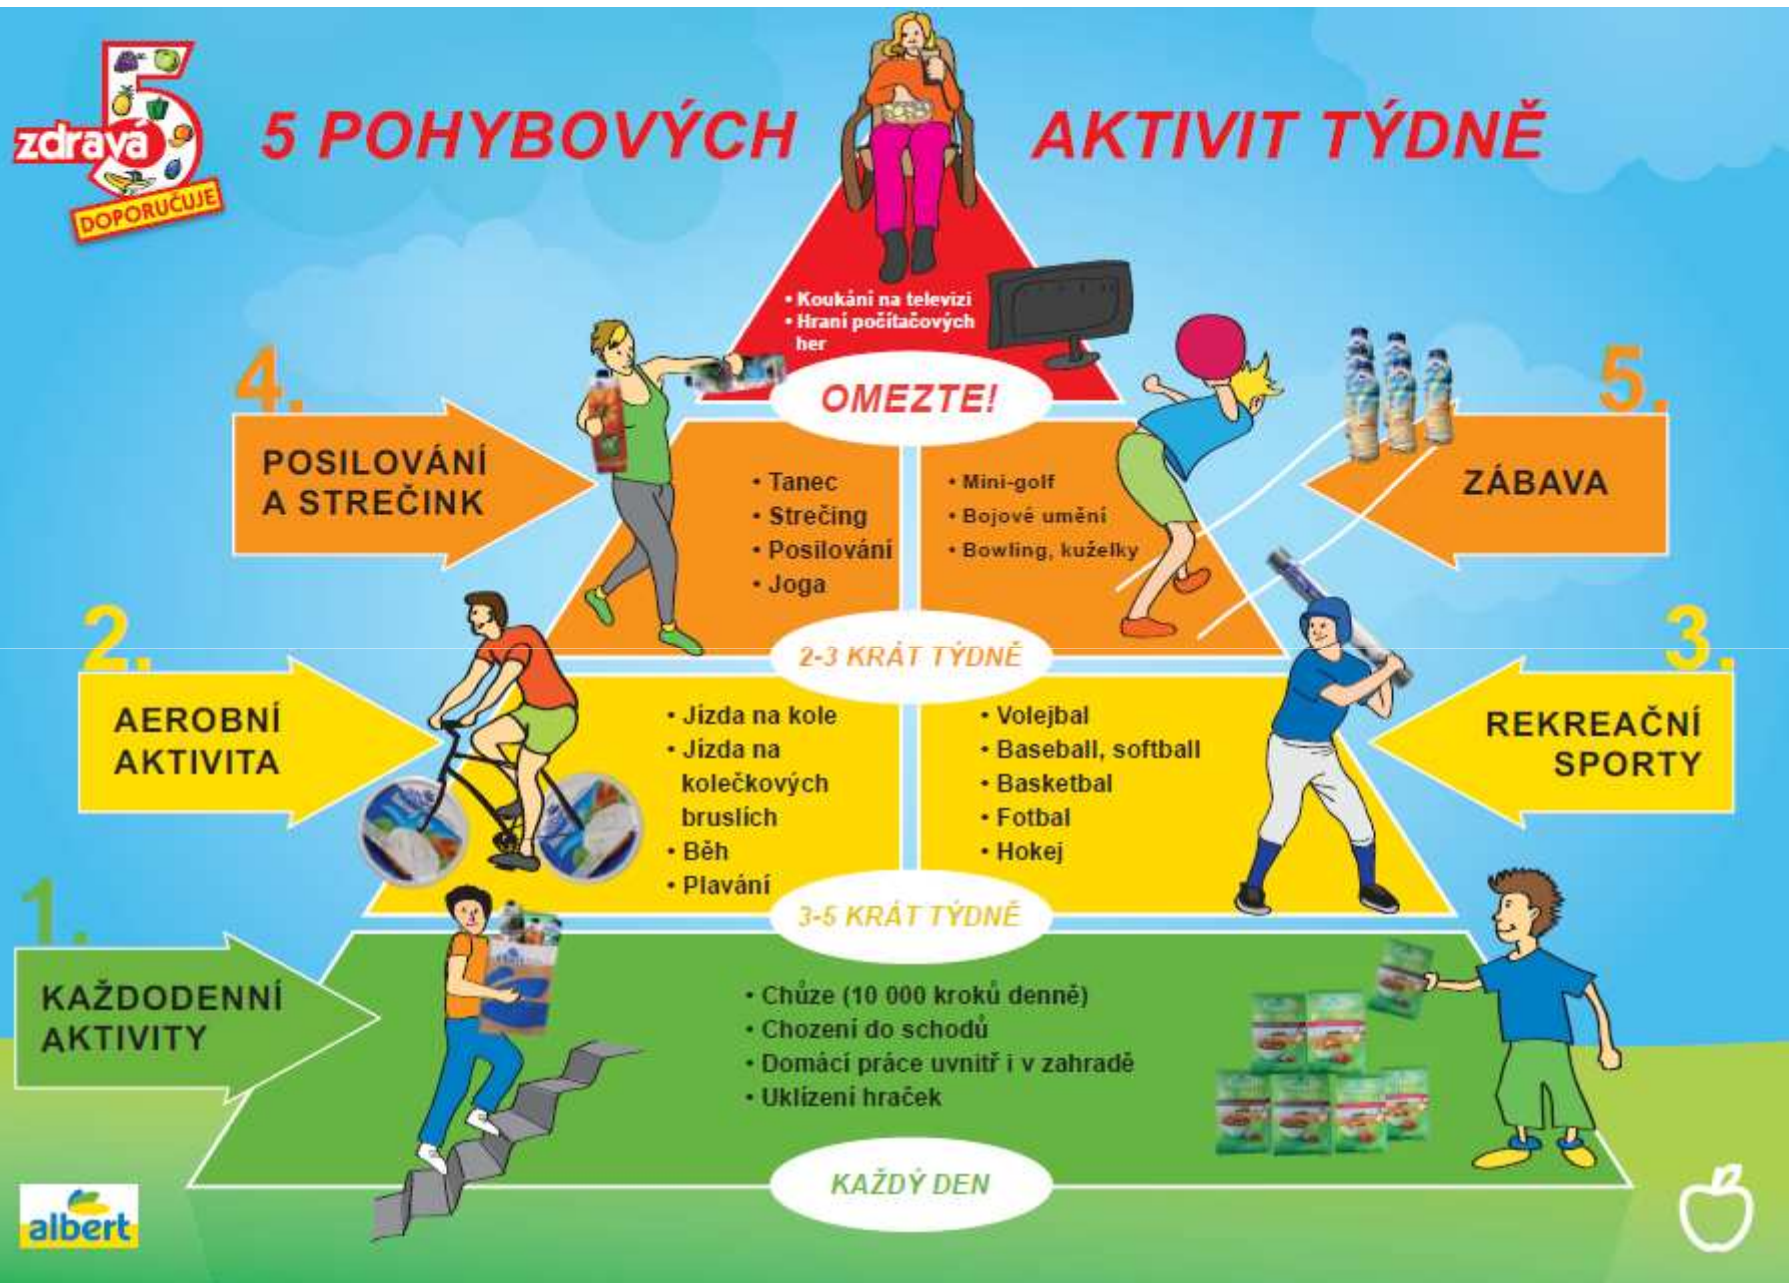 zdravá 5
DOPORUČUJE
5 POHYBOVÝCH AKTIVIT TÝDNĚ
• Koukání na televizi
• Hraní počítačových
her
OMEZTE!
4.
POSILOVÁNÍ
A STREČINK
• Tanec
• Strečing
• Posilování
• Joga
• Mini-golf
• Bojové umění
• Bowling, kuželky
5.
ZÁBAVA
2-3 KRÁT TÝDNĚ
2.
AEROBNÍ
AKTIVITA
• Jízda na kole
• Jízda na
kolečkových
bruslích
• Běh
• Plavání
• Volejbal
• Baseball, softball
• Basketbal
• Fotbal
• Hokej
3.
REKREAČNÍ
SPORTY
3-5 KRÁT TÝDNĚ
1.
KAŽDODENNÍ
AKTIVITY
• Chůze (10 000 kroků denně)
• Chození do schodů
• Domácí práce uvnitř i v zahradě
• Uklízení hraček
KAŽDÝ DEN
albert